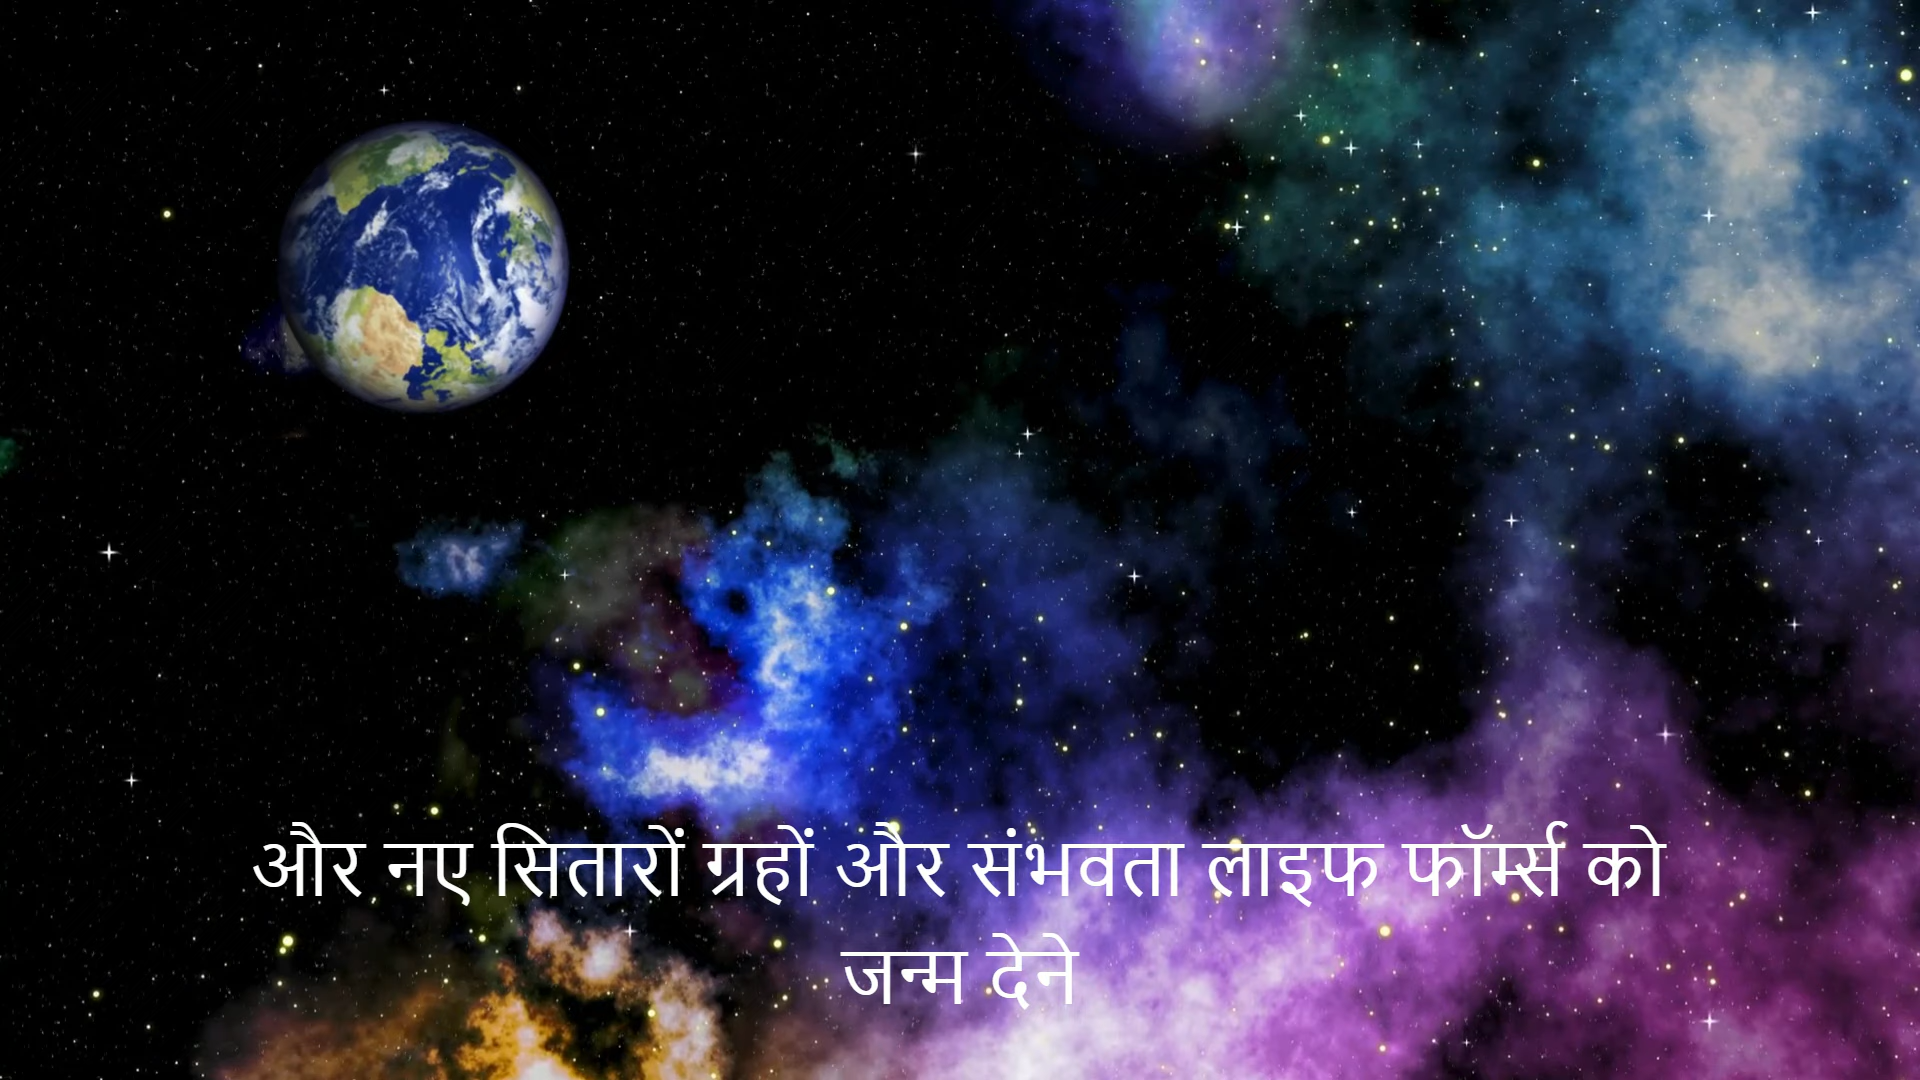 और नए सितारों ग्रहों और संभवता लाइफ फॉर्म्स को
जन्म देने